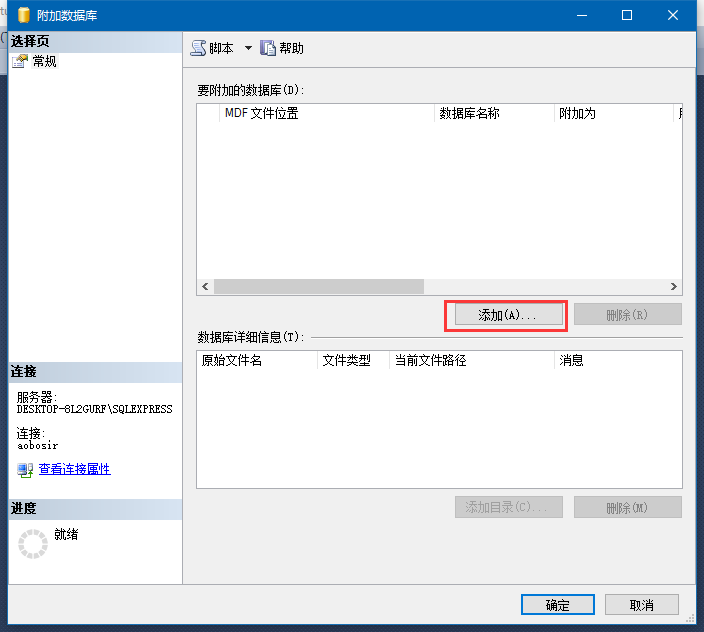 附加数据库
选择页
常规
脚本
帮助
要附加的数据库(D):
MDF 文件位置
数据库名称
附加为
添加(A)...
删除(R)
数据库详细信息(T):
原始文件名
文件类型
当前文件路径
消息
添加目录(C)...
删除(M)
连接
服务器:
DESKTOP-8L2GURF\SQLEXPRESS
连接:
aobosir
查看连接属性
进度
就绪
确定
取消